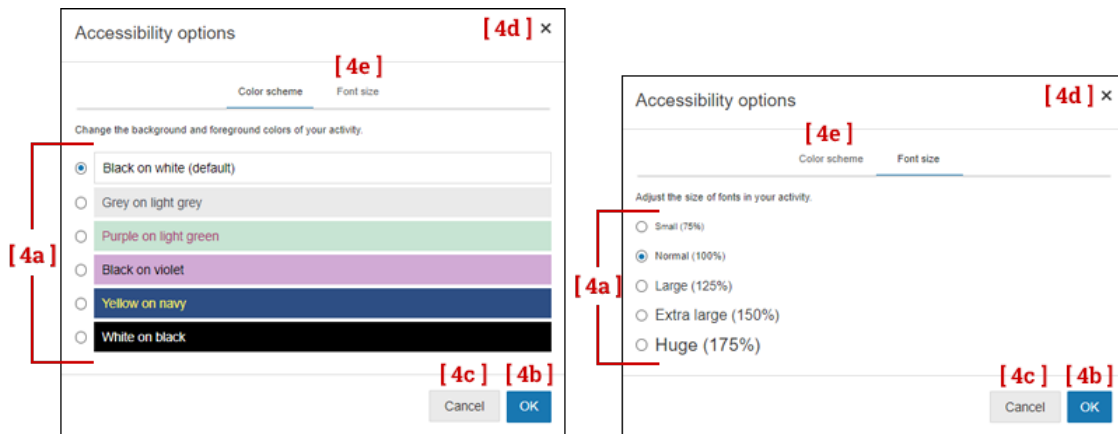 Accessibility options
[ 4d ] ×
[ 4e ]
Color scheme Font size
Change the background and foreground colors of your activity.
[ 4a ]
Black on white (default)
Grey on light grey
Purple on light green
Black on violet
Yellow on navy
White on black
[ 4c ] [ 4b ]
Cancel OK
Accessibility options
[ 4d ] ×
[ 4e ]
Color scheme Font size
Adjust the size of fonts in your activity.
[ 4a ]
Small (75%)
Normal (100%)
Large (125%)
Extra large (150%)
Huge (175%)
[ 4c ] [ 4b ]
Cancel OK